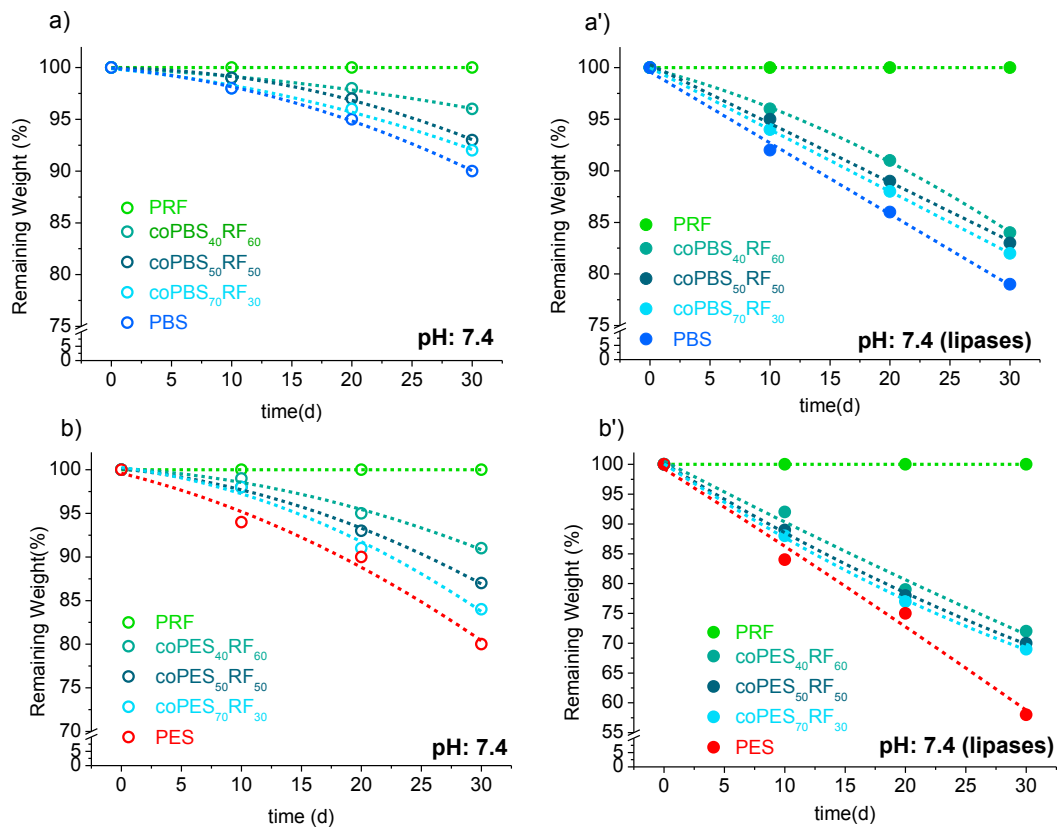 a)
Remaining Weight (%)
100
95
90
85
80
75
5
0
PRF
coPBS40RF60
coPBS50RF50
coPBS70RF30
PBS
pH: 7.4
0 5 10 15 20 25 30
time(d)
a')
Remaining Weight (%)
100
95
90
85
80
75
5
0
PRF
coPBS40RF60
coPBS50RF50
coPBS70RF30
PBS
pH: 7.4 (lipases)
0 5 10 15 20 25 30
time(d)
b)
Remaining Weight(%)
100
95
90
85
80
75
70
5
0
PRF
coPES40RF60
coPES50RF50
coPES70RF30
PES
pH: 7.4
0 5 10 15 20 25 30
time (d)
b')
Remaining Weight (%)
100
95
90
85
80
75
70
65
60
55
5
0
PRF
coPES40RF60
coPES50RF50
coPES70RF30
PES
pH: 7.4 (lipases)
0 5 10 15 20 25 30
time(d)